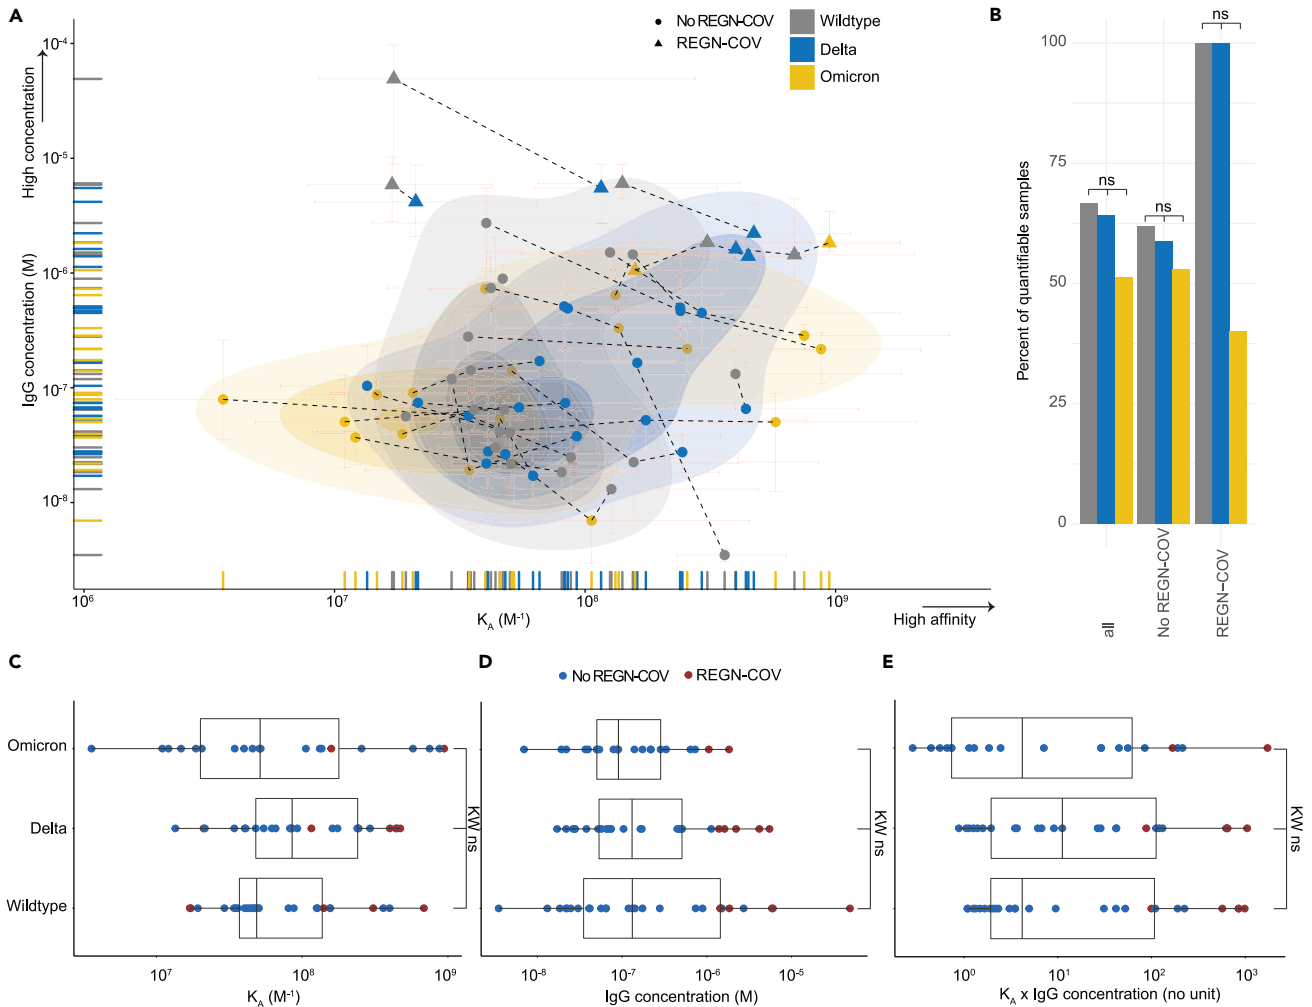 A
B
No REGN-COV
REGN-COV
Wildtype
Delta
Omicron
High concentration
IgG concentration (M)
10⁻⁴
10⁻⁵
10⁻⁶
10⁻⁷
10⁻⁸
10⁶
10⁷
10⁸
10⁹
K_A (M⁻¹)
High affinity
Percent of quantifiable samples
100
75
50
25
0
ns
ns
ns
all
No REGN-COV
REGN-COV
C
D
E
No REGN-COV
REGN-COV
Omicron
Delta
Wildtype
KW ns
KW ns
KW ns
10⁷
10⁸
10⁹
K_A (M⁻¹)
10⁻⁸
10⁻⁷
10⁻⁶
10⁻⁵
IgG concentration (M)
10⁰
10¹
10²
10³
K_A x IgG concentration (no unit)